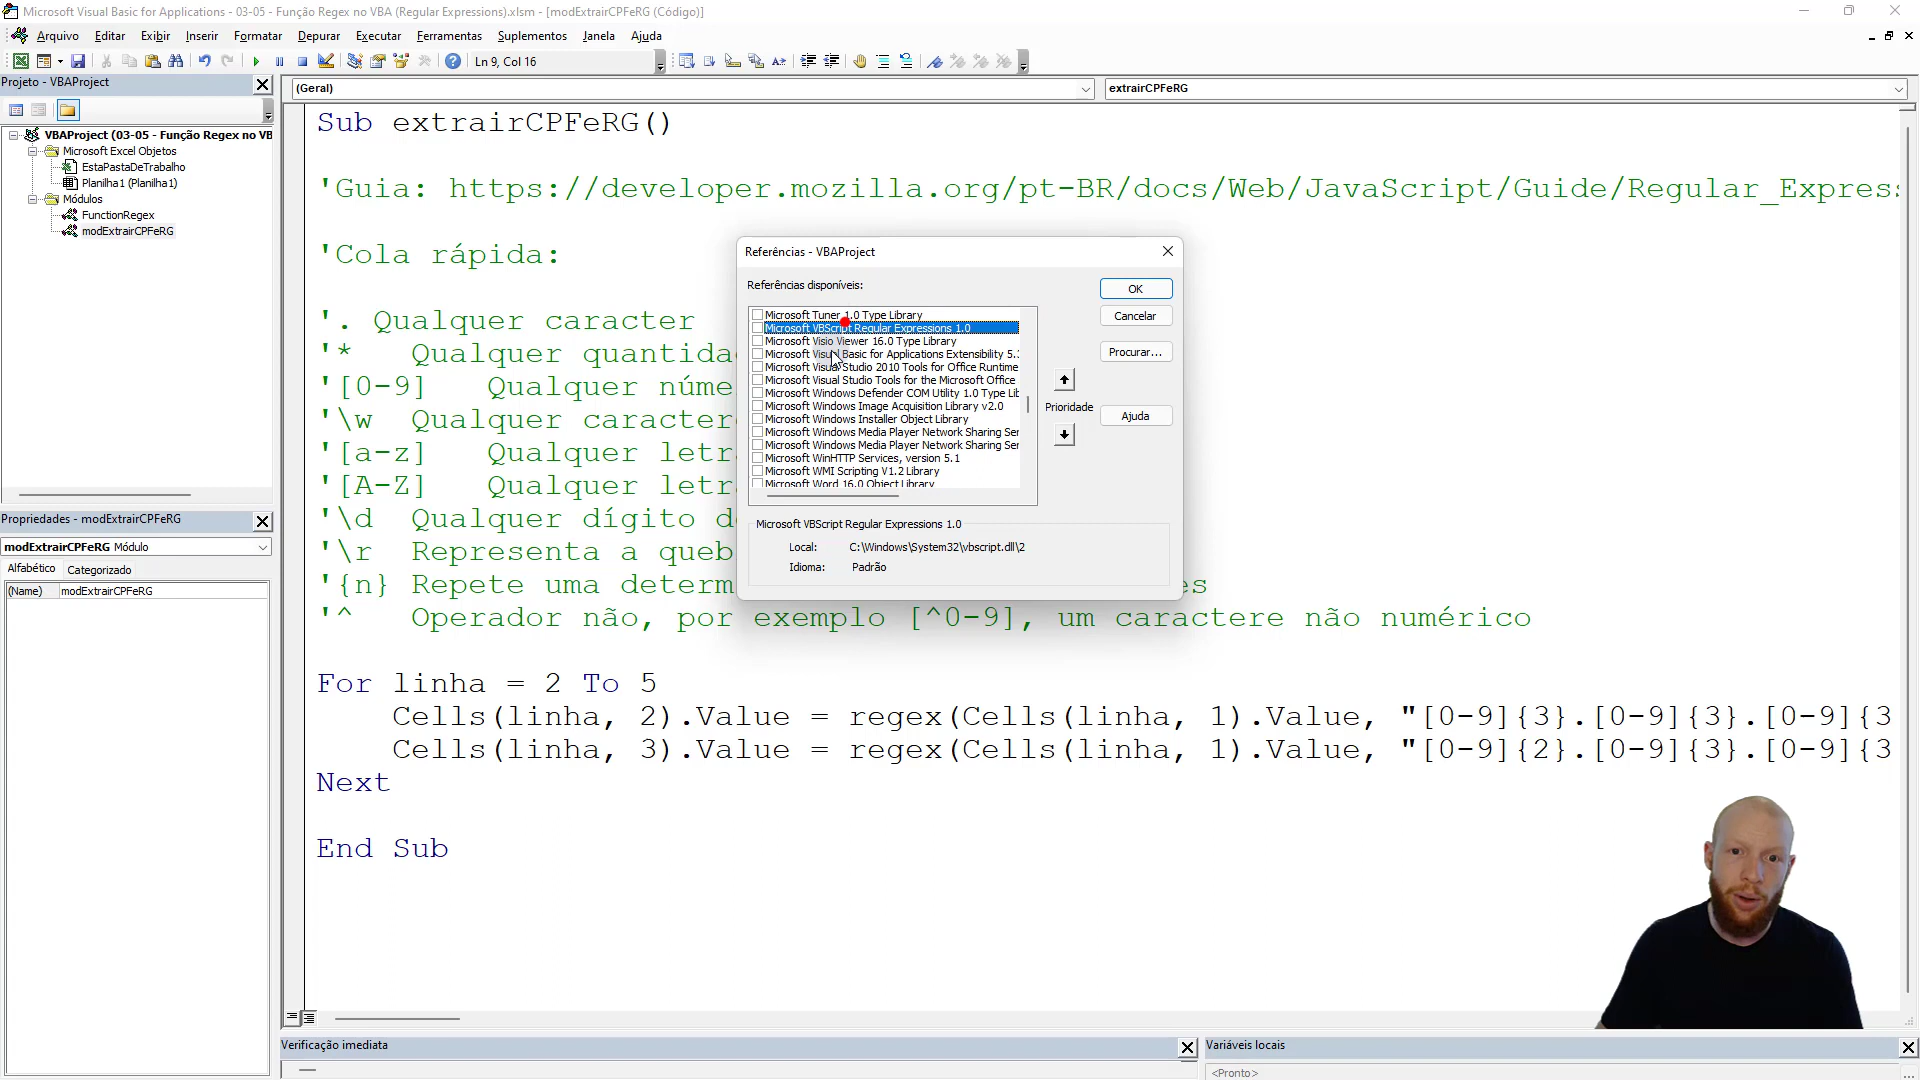 Microsoft Visual Basic for Applications - 03-05 - Função Regex no VBA (Regular Expressions).xlsm - [modExtrairCPFeRG (Código)]
Arquivo Editar Exibir Inserir Formatar Depurar Executar Ferramentas Suplementos Janela Ajuda
Ln 9, Col 16
Projeto - VBAProject
VBAProject (03-05 - Função Regex no VB
Microsoft Excel Objetos
EstaPastaDeTrabalho
Planilha1 (Planilha1)
Módulos
FunctionRegex
modExtrairCPFeRG
Propriedades - modExtrairCPFeRG
modExtrairCPFeRG Módulo
Alfabético Categorizado
(Name) modExtrairCPFeRG
(Geral) extrairCPFeRG
Sub extrairCPFeRG()
'Guia: https://developer.mozilla.org/pt-BR/docs/Web/JavaScript/Guide/Regular_Express
'Cola rápida:
'. Qualquer caracter
'* Qualquer quantida
'[0-9] Qualquer núme
'\w Qualquer caracter
'[a-z] Qualquer letr
'[A-Z] Qualquer letr
'\d Qualquer dígito d
'\r Representa a queb
'{n} Repete uma determ es
'^ Operador não, por exemplo [^0-9], um caractere não numérico
For linha = 2 To 5
Cells(linha, 2).Value = regex(Cells(linha, 1).Value, "[0-9]{3}.[0-9]{3}.[0-9]{3
Cells(linha, 3).Value = regex(Cells(linha, 1).Value, "[0-9]{2}.[0-9]{3}.[0-9]{3
Next
End Sub
Referências - VBAProject
Referências disponíveis:
Microsoft Tuner 1.0 Type Library
Microsoft VBScript Regular Expressions 1.0
Microsoft Visio Viewer 16.0 Type Library
Microsoft Visual Basic for Applications Extensibility 5.3
Microsoft Visual Studio 2010 Tools for Office Runtime
Microsoft Visual Studio Tools for the Microsoft Office
Microsoft Windows Defender COM Utility 1.0 Type Lib
Microsoft Windows Image Acquisition Library v2.0
Microsoft Windows Installer Object Library
Microsoft Windows Media Player Network Sharing Ser
Microsoft Windows Media Player Network Sharing Ser
Microsoft WinHTTP Services, version 5.1
Microsoft WMI Scripting V1.2 Library
Microsoft Word 16.0 Object Library
OK
Cancelar
Procurar...
Prioridade
Ajuda
Microsoft VBScript Regular Expressions 1.0
Local: C:\Windows\System32\vbscript.dll\2
Idioma: Padrão
Verificação imediata
Variáveis locais
<Pronto>
...